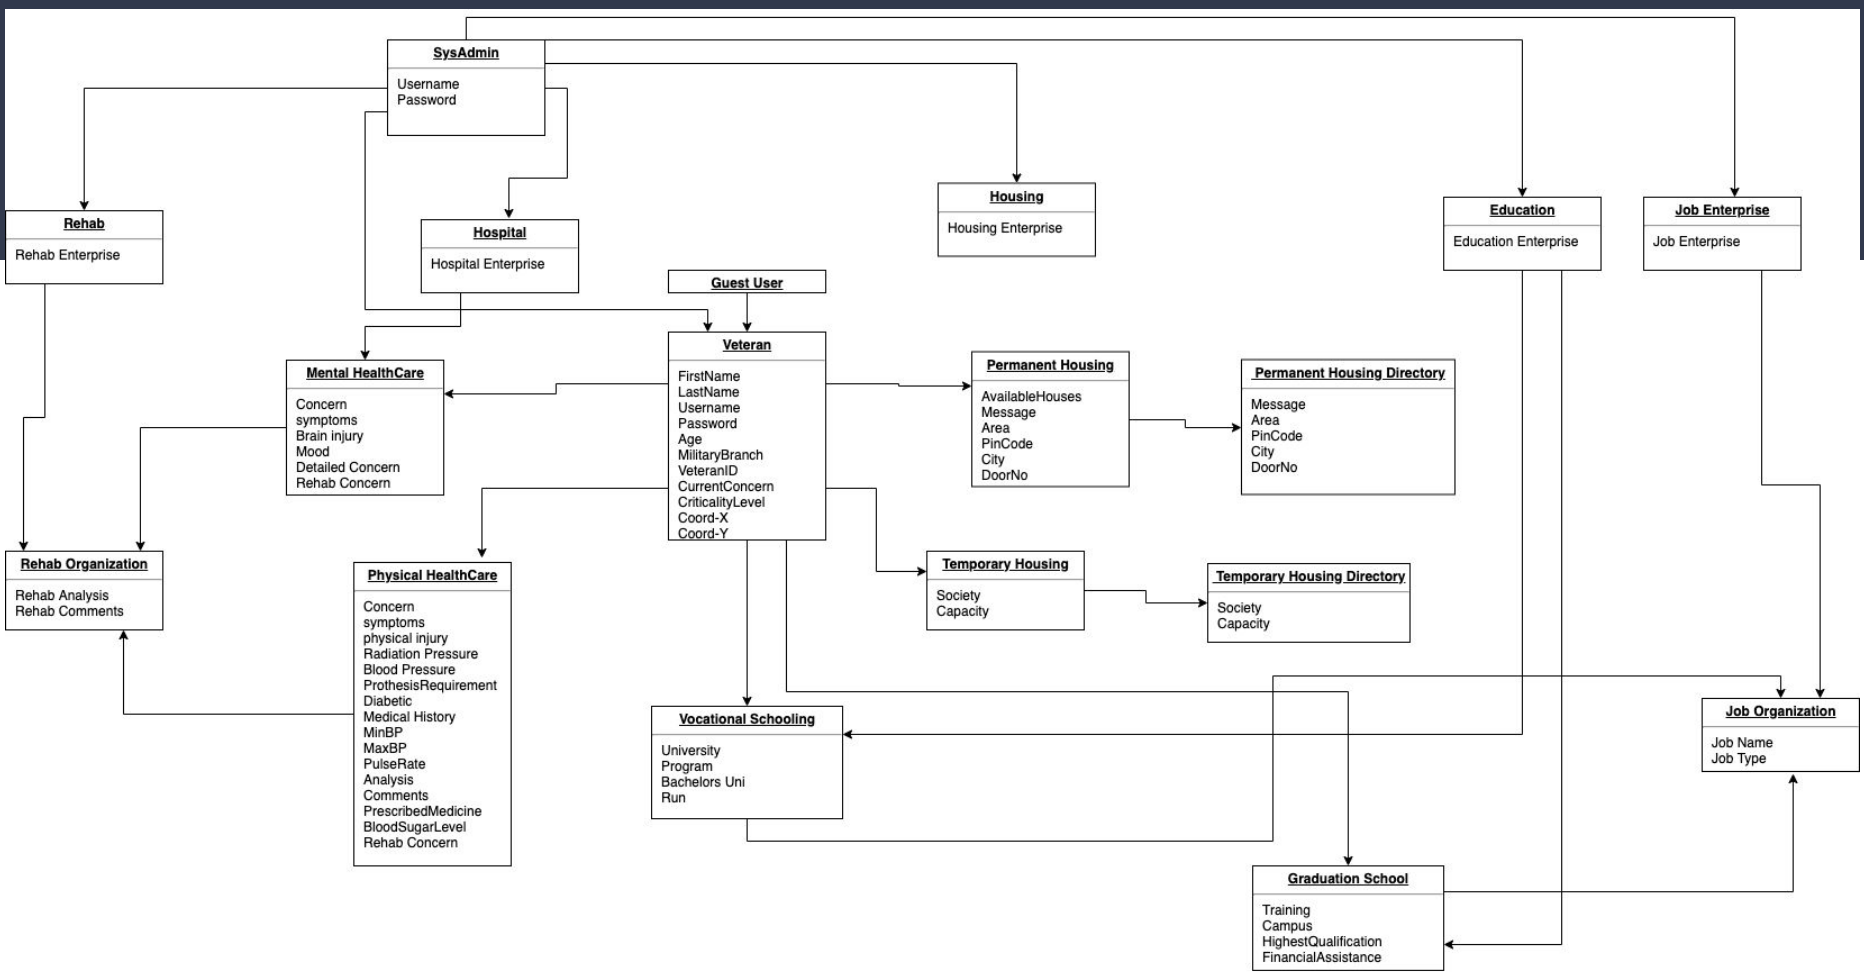 SysAdmin
Username
Password
Rehab
Rehab Enterprise
Hospital
Hospital Enterprise
Housing
Housing Enterprise
Education
Education Enterprise
Job Enterprise
Job Enterprise
Guest User
Veteran
FirstName
LastName
Username
Password
Age
MilitaryBranch
VeteranID
CurrentConcern
CriticalityLevel
Coord-X
Coord-Y
Mental HealthCare
Concern
symptoms
Brain injury
Mood
Detailed Concern
Rehab Concern
Permanent Housing
AvailableHouses
Message
Area
PinCode
City
DoorNo
Permanent Housing Directory
Message
Area
PinCode
City
DoorNo
Rehab Organization
Rehab Analysis
Rehab Comments
Physical HealthCare
Concern
symptoms
physical injury
Radiation Pressure
Blood Pressure
ProthesisRequirement
Diabetic
Medical History
MinBP
MaxBP
PulseRate
Analysis
Comments
PrescribedMedicine
BloodSugarLevel
Rehab Concern
Temporary Housing
Society
Capacity
Temporary Housing Directory
Society
Capacity
Vocational Schooling
University
Program
Bachelors Uni
Run
Job Organization
Job Name
Job Type
Graduation School
Training
Campus
HighestQualification
FinancialAssistance